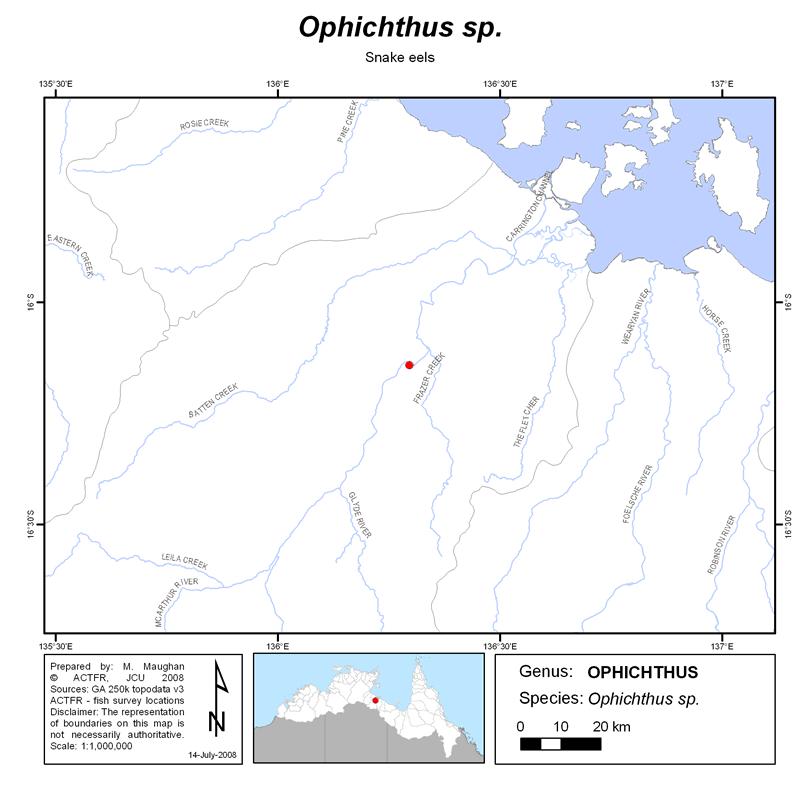 Ophichthus sp.
Snake eels
135°30'E
136°E
136°30'E
137°E
ROSIE CREEK
PINE CREEK
CARRINGTON CHANNEL
EASTERN CREEK
16°S
16°S
WEARYAN RIVER
HORSE CREEK
FRAZER CREEK
BATTEN CREEK
THE FLETCHER
FOELSCHE RIVER
GLYDE RIVER
ROBINSON RIVER
16°30'S
16°30'S
LEILA CREEK
MCARTHUR RIVER
135°30'E
136°E
136°30'E
137°E
Prepared by: M. Maughan
© ACTFR, JCU 2008
Sources: GA 250k topodata v3
ACTFR - fish survey locations
Disclaimer: The representation
of boundaries on this map is
not necessarily authoritative.
Scale: 1:1,000,000
N
14-July-2008
Genus: OPHICHTHUS
Species: Ophichthus sp.
0 10 20 km